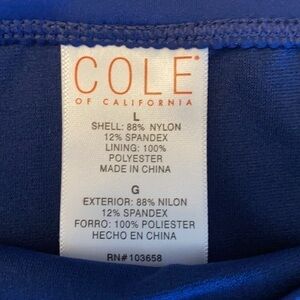 COLE
OF CALIFORNIA
L
SHELL: 88% NYLON
12% SPANDEX
LINING: 100%
POLYESTER
MADE IN CHINA
G
EXTERIOR: 88% NILON
12% SPANDEX
FORRO: 100% POLIESTER
HECHO EN CHINA
RN#103658